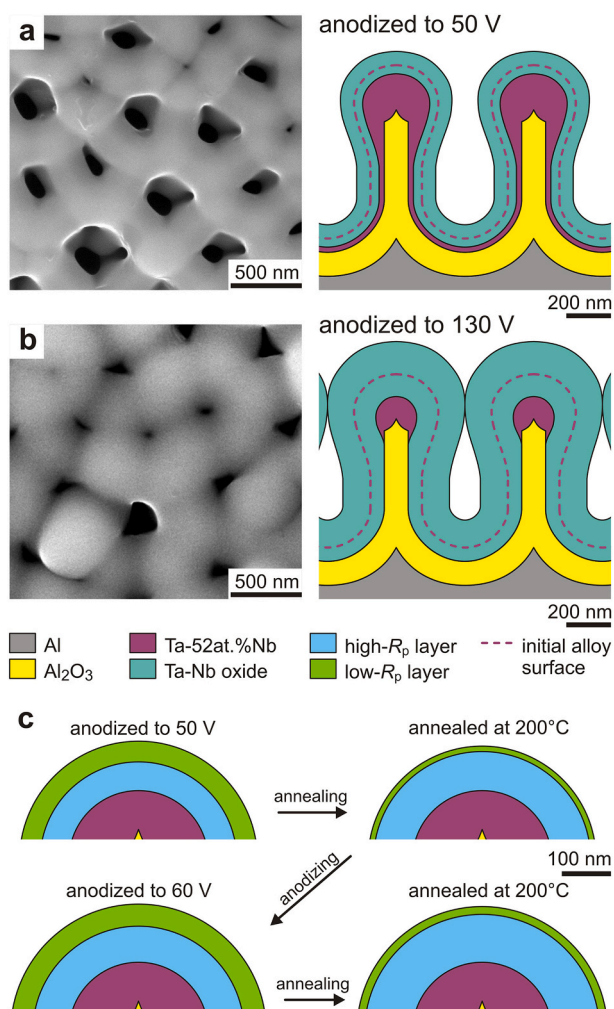 a
anodized to 50 V
500 nm
200 nm
b
anodized to 130 V
500 nm
200 nm
Al
Ta-52at.%Nb
high-Rp layer
initial alloy
surface
Al2O3
Ta-Nb oxide
low-Rp layer
c
anodized to 50 V
annealed at 200°C
annealing
100 nm
anodizing
anodized to 60 V
annealed at 200°C
annealing